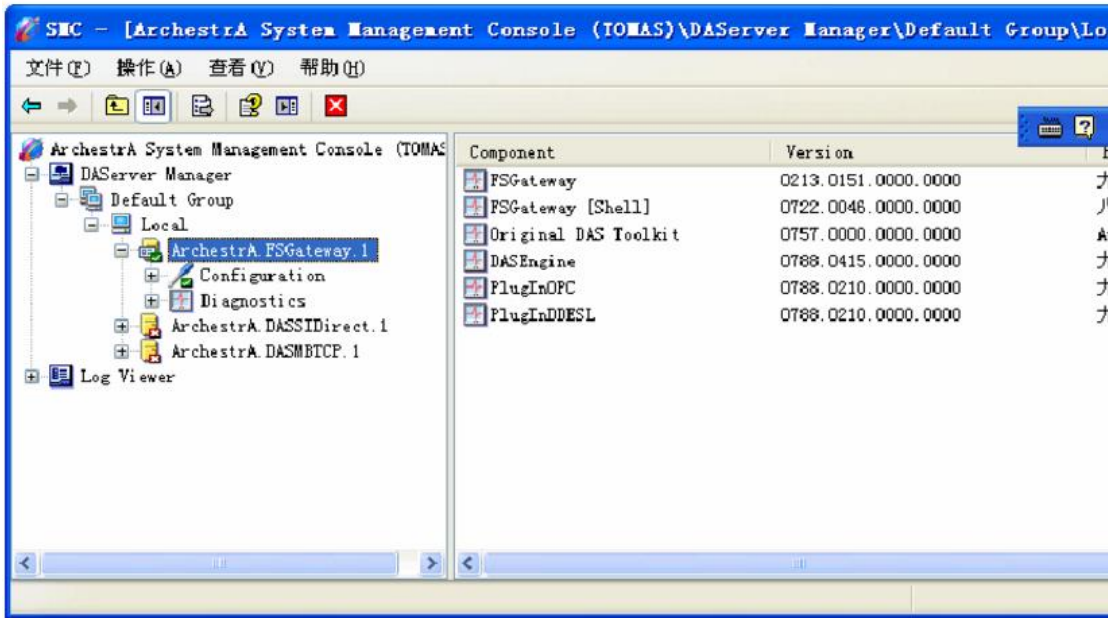 SMC - [ArchestrA System Management Console (TOMAS)\DAServer Manager\Default Group\Lo
文件(F) 操作(A) 查看(V) 帮助(H)
ArchestrA System Management Console (TOMAS
DAServer Manager
Default Group
Local
ArchestrA.FSGateway.1
Configuration
Diagnostics
ArchestrA.DASSIDirect.1
ArchestrA.DASMBTCP.1
Log Viewer
Component Version
FSGateway 0213.0151.0000.0000
FSGateway [Shell] 0722.0046.0000.0000
Original DAS Toolkit 0757.0000.0000.0000
DASEngine 0788.0415.0000.0000
PlugInOPC 0788.0210.0000.0000
PlugInDDESL 0788.0210.0000.0000